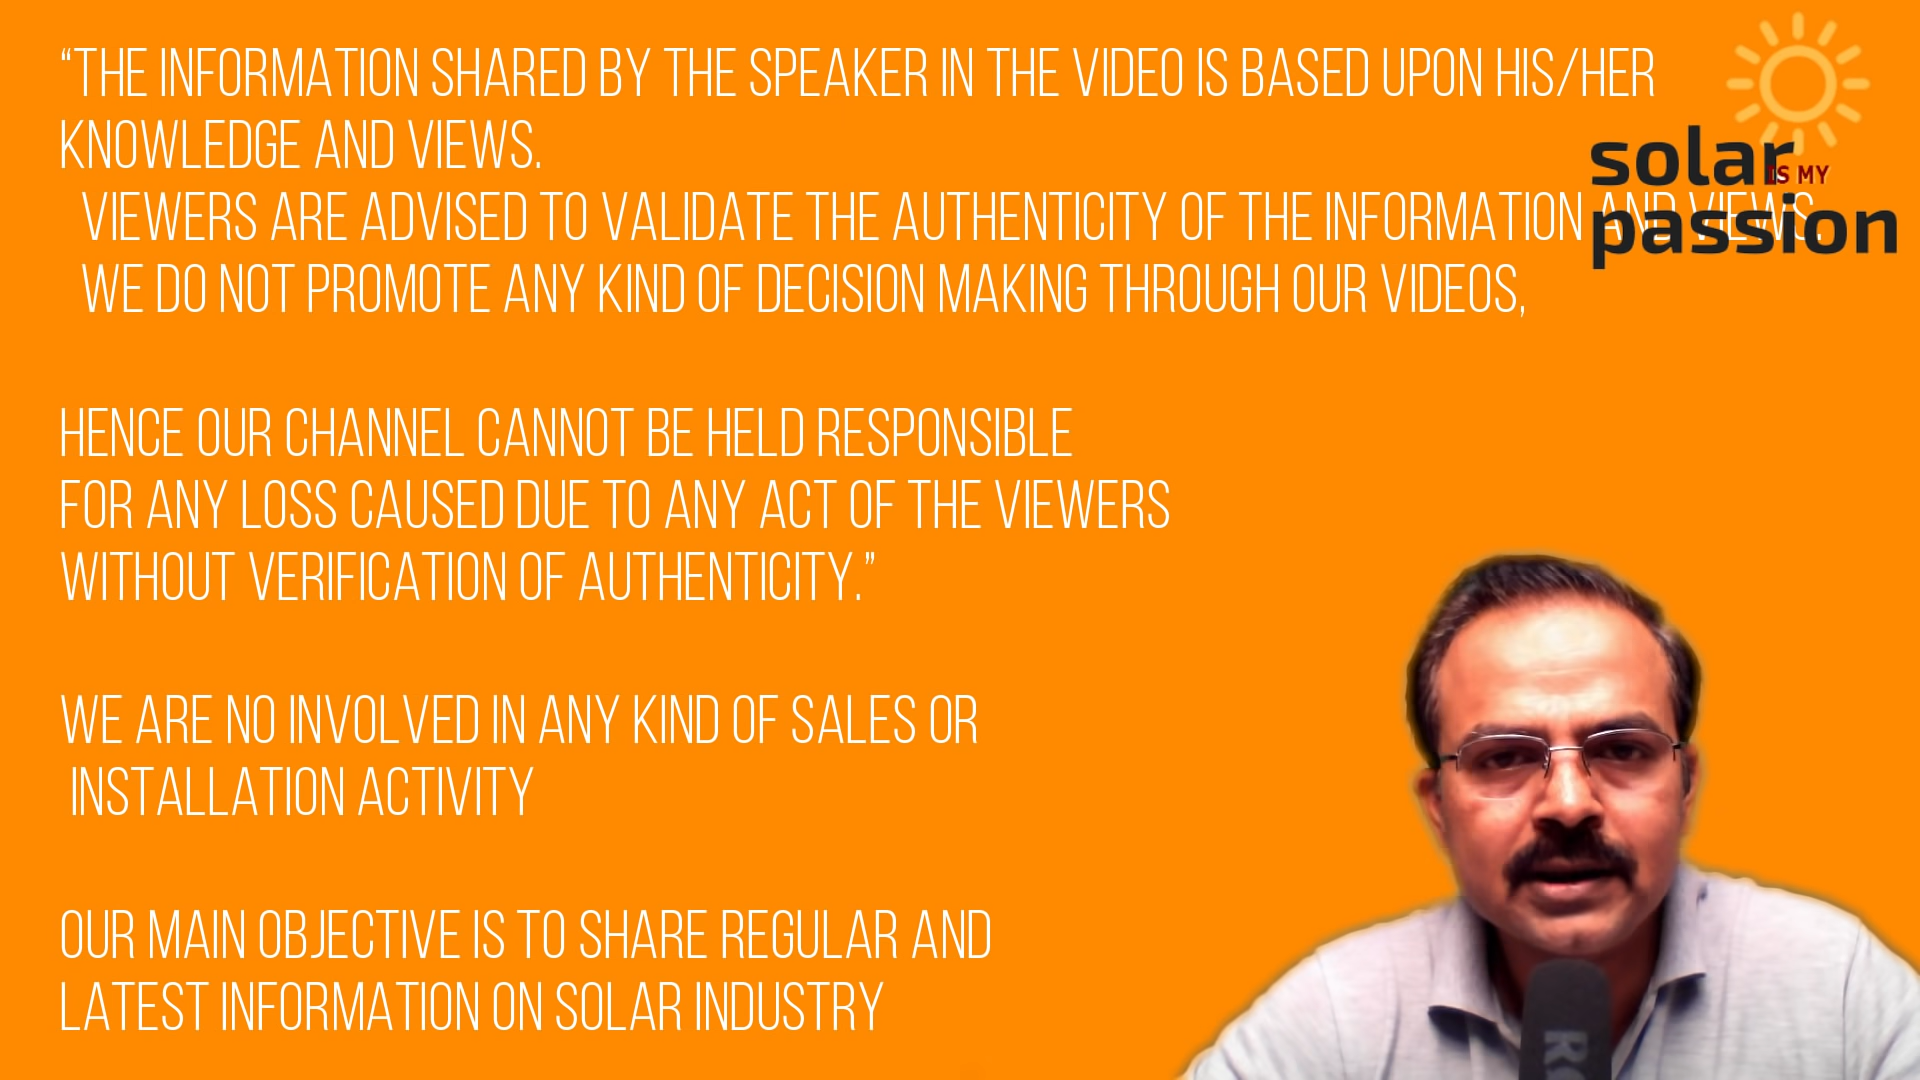 “THE INFORMATION SHARED BY THE SPEAKER IN THE VIDEO IS BASED UPON HIS/HER
KNOWLEDGE AND VIEWS.
VIEWERS ARE ADVISED TO VALIDATE THE AUTHENTICITY OF THE INFORMATION AND VIEWS
WE DO NOT PROMOTE ANY KIND OF DECISION MAKING THROUGH OUR VIDEOS,
HENCE OUR CHANNEL CANNOT BE HELD RESPONSIBLE
FOR ANY LOSS CAUSED DUE TO ANY ACT OF THE VIEWERS
WITHOUT VERIFICATION OF AUTHENTICITY.”
WE ARE NO INVOLVED IN ANY KIND OF SALES OR
INSTALLATION ACTIVITY
OUR MAIN OBJECTIVE IS TO SHARE REGULAR AND
LATEST INFORMATION ON SOLAR INDUSTRY
solar
IS MY
passion